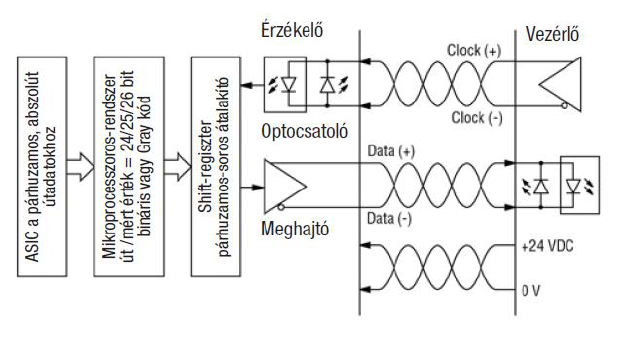 Érzékelő
Vezérlő
Clock (+)
Clock (-)
Optocsatoló
ASIC a párhuzamos, abszolút
útadatokhoz
Mikroprocesszoros-rendszer
út /mért érték = 24/25/26 bit
bináris vagy Gray kód
Shift-regiszter
párhuzamos-soros átalakító
Data (+)
Data (-)
Meghajtó
+24 VDC
0 V